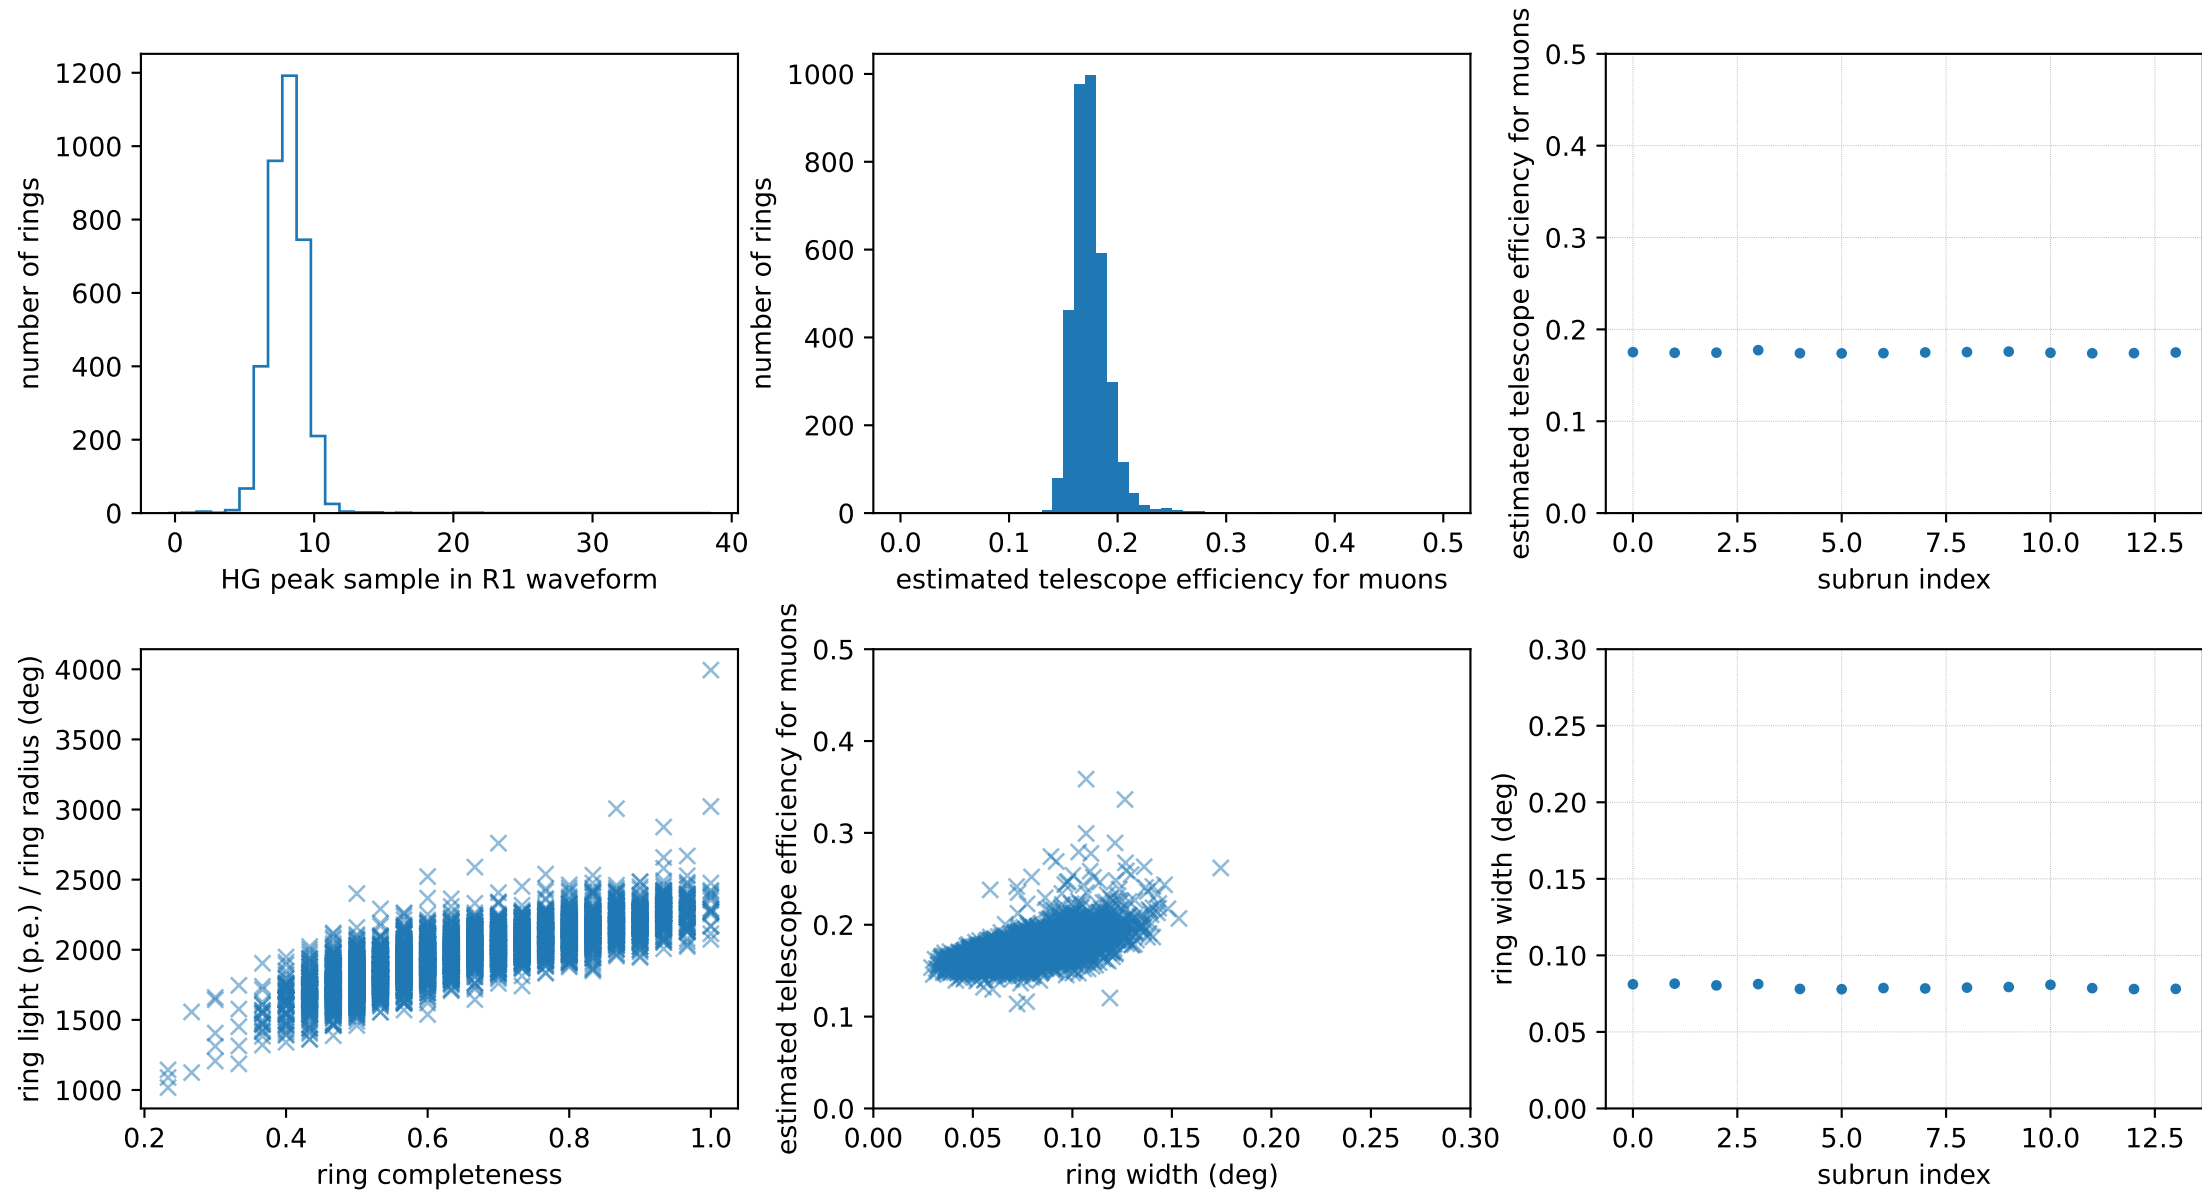 1200
1000
800
600
400
200
0
number of rings
0 10 20 30 40
HG peak sample in R1 waveform
1000
800
600
400
200
0
number of rings
0.0 0.1 0.2 0.3 0.4 0.5
estimated telescope efficiency for muons
0.5
0.4
0.3
0.2
0.1
0.0
estimated telescope efficiency for muons
0.0 2.5 5.0 7.5 10.0 12.5
subrun index
4000
3500
3000
2500
2000
1500
1000
ring light (p.e.) / ring radius (deg)
0.2 0.4 0.6 0.8 1.0
ring completeness
0.5
0.4
0.3
0.2
0.1
0.0
estimated telescope efficiency for muons
0.00 0.05 0.10 0.15 0.20 0.25 0.30
ring width (deg)
0.30
0.25
0.20
0.15
0.10
0.05
0.00
ring width (deg)
0.0 2.5 5.0 7.5 10.0 12.5
subrun index